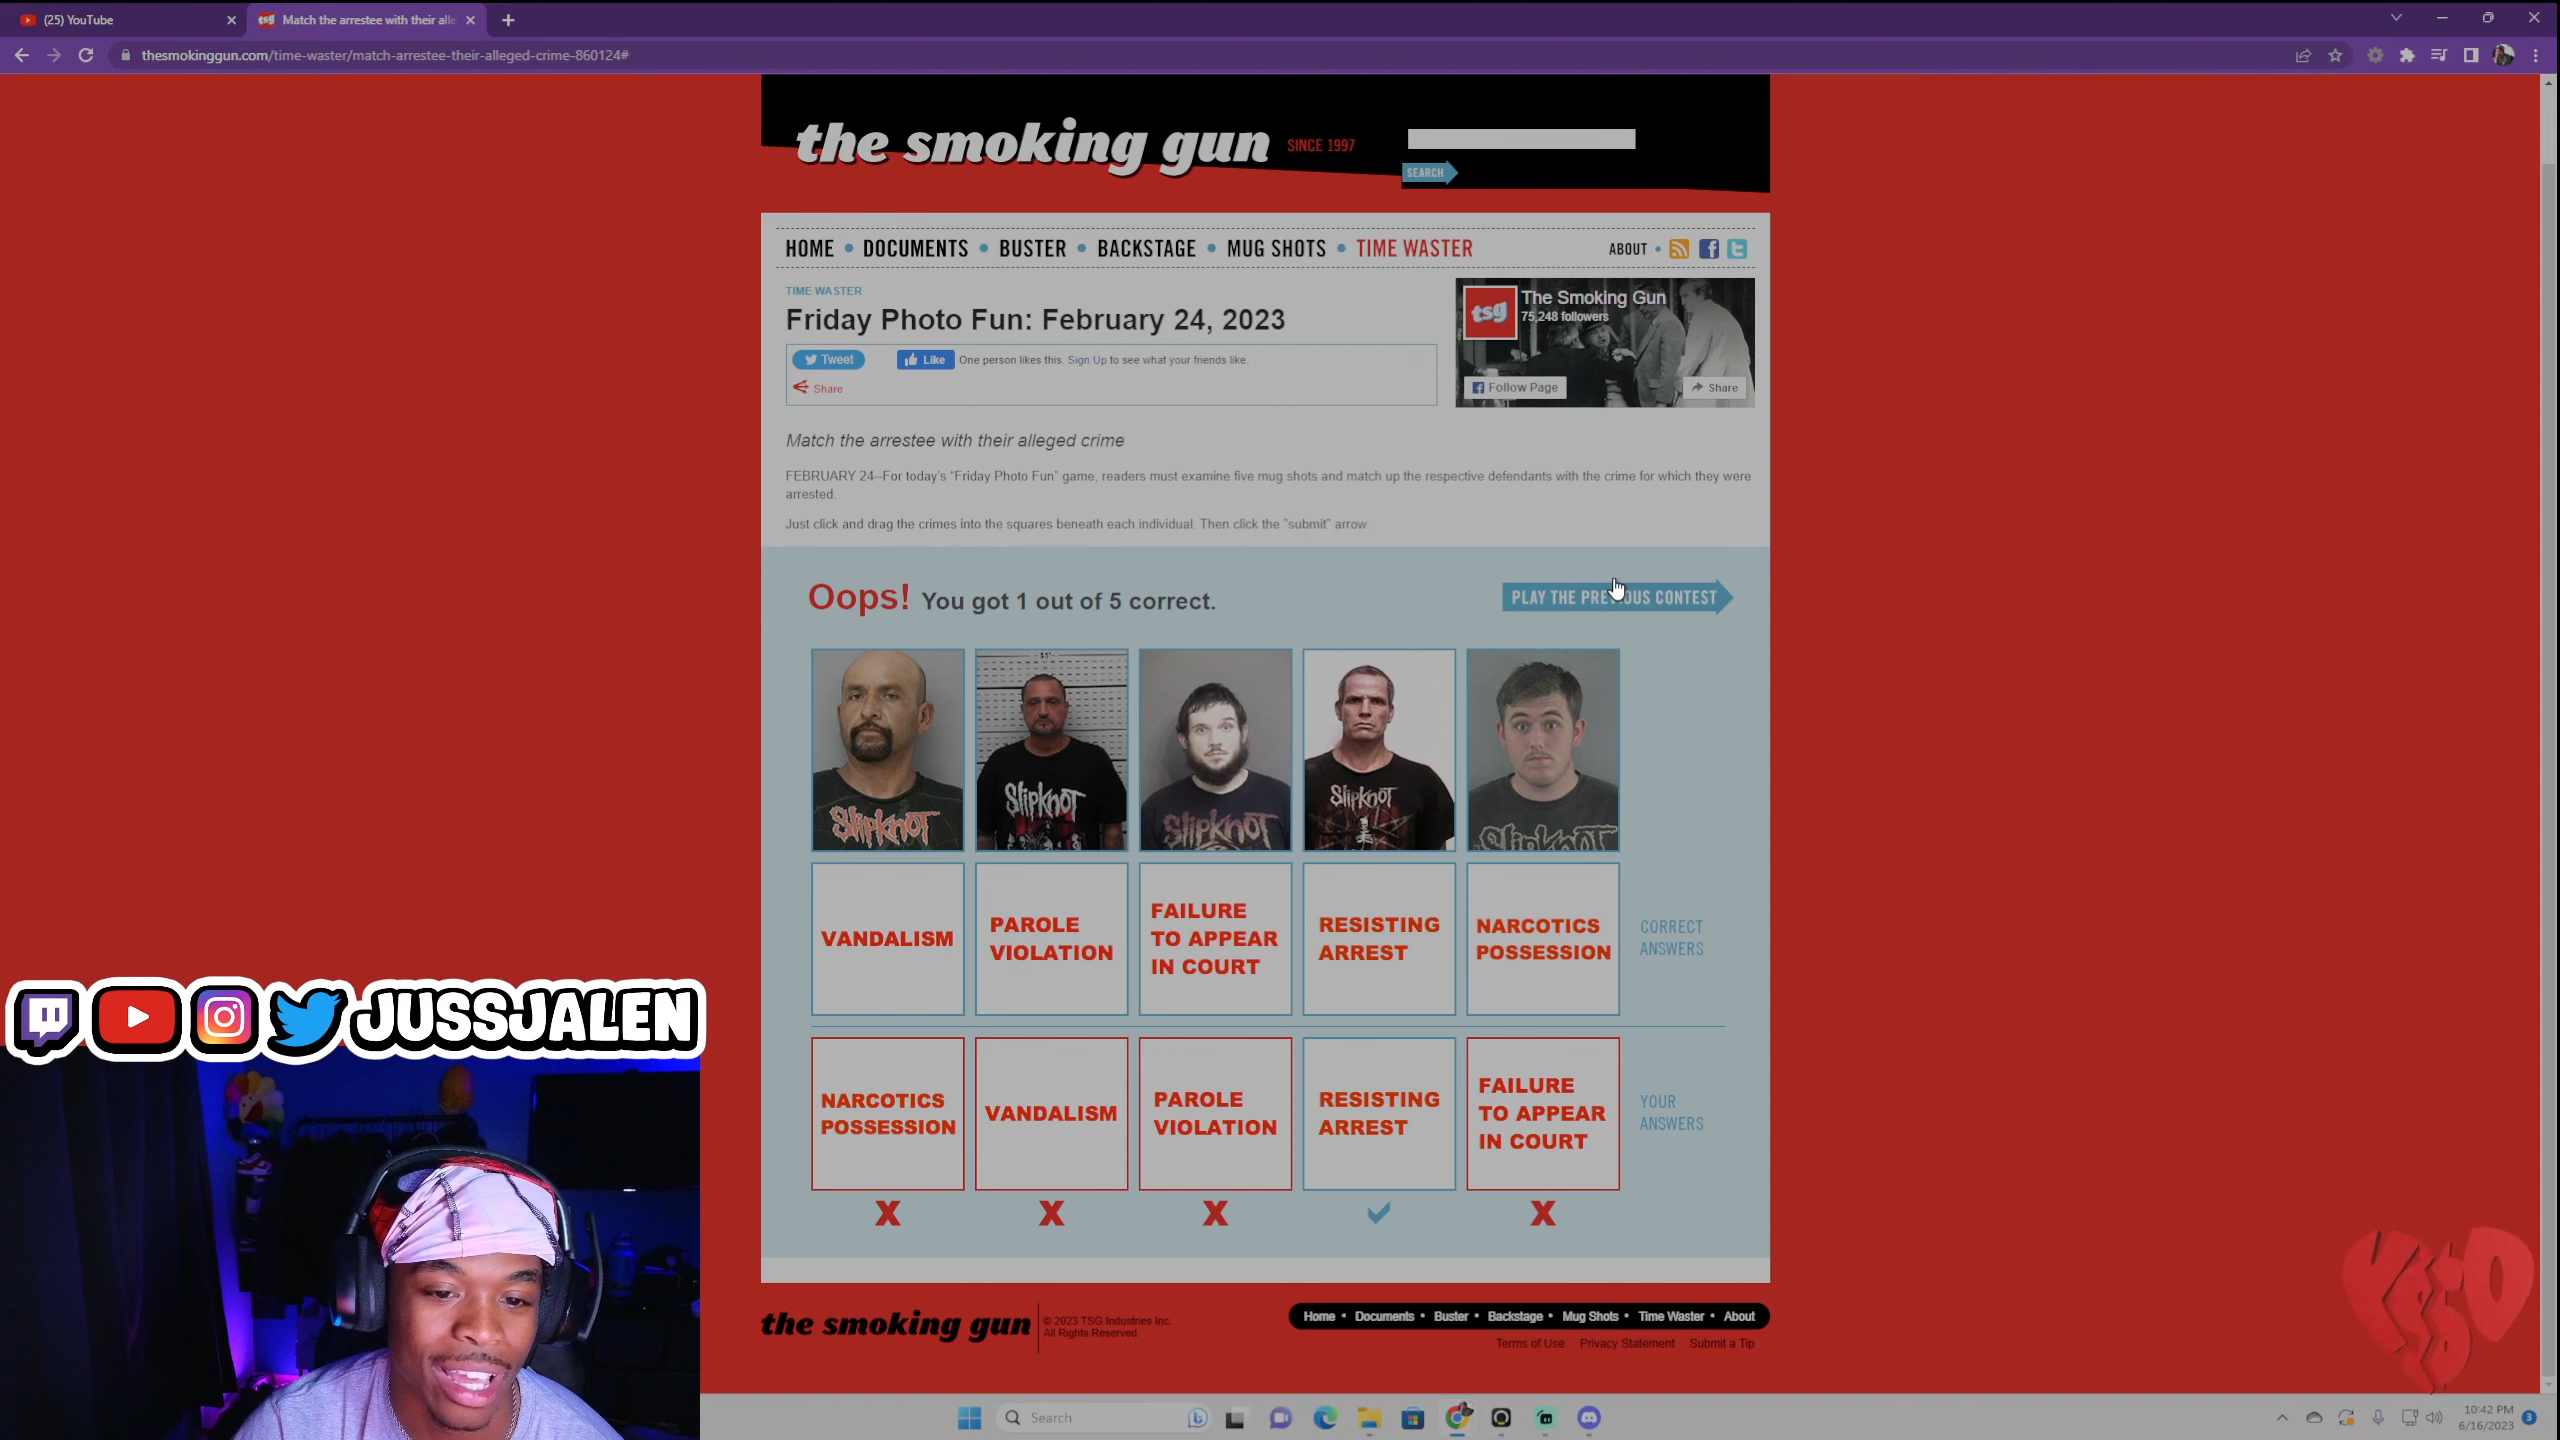 (25) YouTube
Match the arrestee with their alle
thesmokinggun.com/time-waster/match-arrestee-their-alleged-crime-860124#
the smoking gun SINCE 1997
SEARCH
HOME • DOCUMENTS • BUSTER • BACKSTAGE • MUG SHOTS • TIME WASTER
ABOUT •
TIME WASTER
Friday Photo Fun: February 24, 2023
Tweet
Like One person likes this. Sign Up to see what your friends like.
Share
tsg
The Smoking Gun
75,248 followers
Follow Page
Share
Match the arrestee with their alleged crime
FEBRUARY 24--For today's "Friday Photo Fun" game, readers must examine five mug shots and match up the respective defendants with the crime for which they were
arrested.
Just click and drag the crimes into the squares beneath each individual. Then click the "submit" arrow.
Oops! You got 1 out of 5 correct.
PLAY THE PREVIOUS CONTEST
SLIPKNOT
SLIPKNOT
SLIPKNOT
SLIPKNOT
SLIPKNOT
VANDALISM
PAROLE
VIOLATION
FAILURE
TO APPEAR
IN COURT
RESISTING
ARREST
NARCOTICS
POSSESSION
CORRECT
ANSWERS
NARCOTICS
POSSESSION
VANDALISM
PAROLE
VIOLATION
RESISTING
ARREST
FAILURE
TO APPEAR
IN COURT
YOUR
ANSWERS
X X X X
JUSSJALEN
the smoking gun
© 2023 TSG Industries Inc.
All Rights Reserved
Home • Documents • Buster • Backstage • Mug Shots • Time Waster • About
Terms of Use Privacy Statement Submit a Tip
Search
10:42 PM
6/16/2023
3